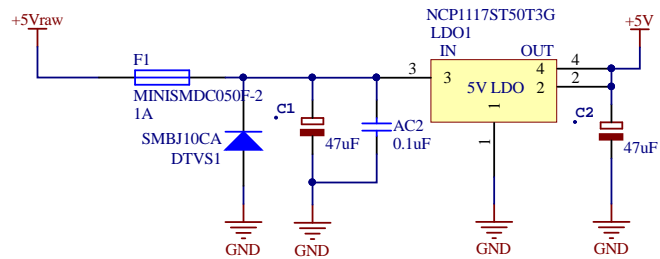 +5Vraw
NCP1117ST50T3G
LDO1
+5V
F1
IN
OUT
3
3
4
4
5V LDO
2
2
MINISMDC050F-2
1A
C1
1
C2
SMBJ10CA
DTVS1
47uF
AC2
0.1uF
1
47uF
GND
GND
GND
GND